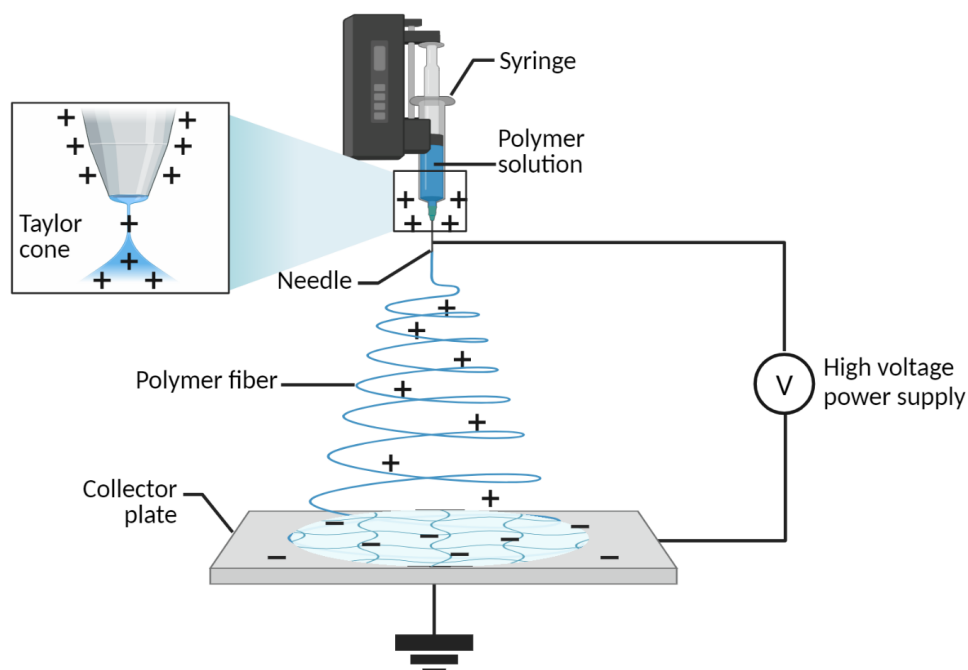 Syringe
Polymer
solution
Taylor
cone
Needle
Polymer fiber
V
High voltage
power supply
Collector
plate